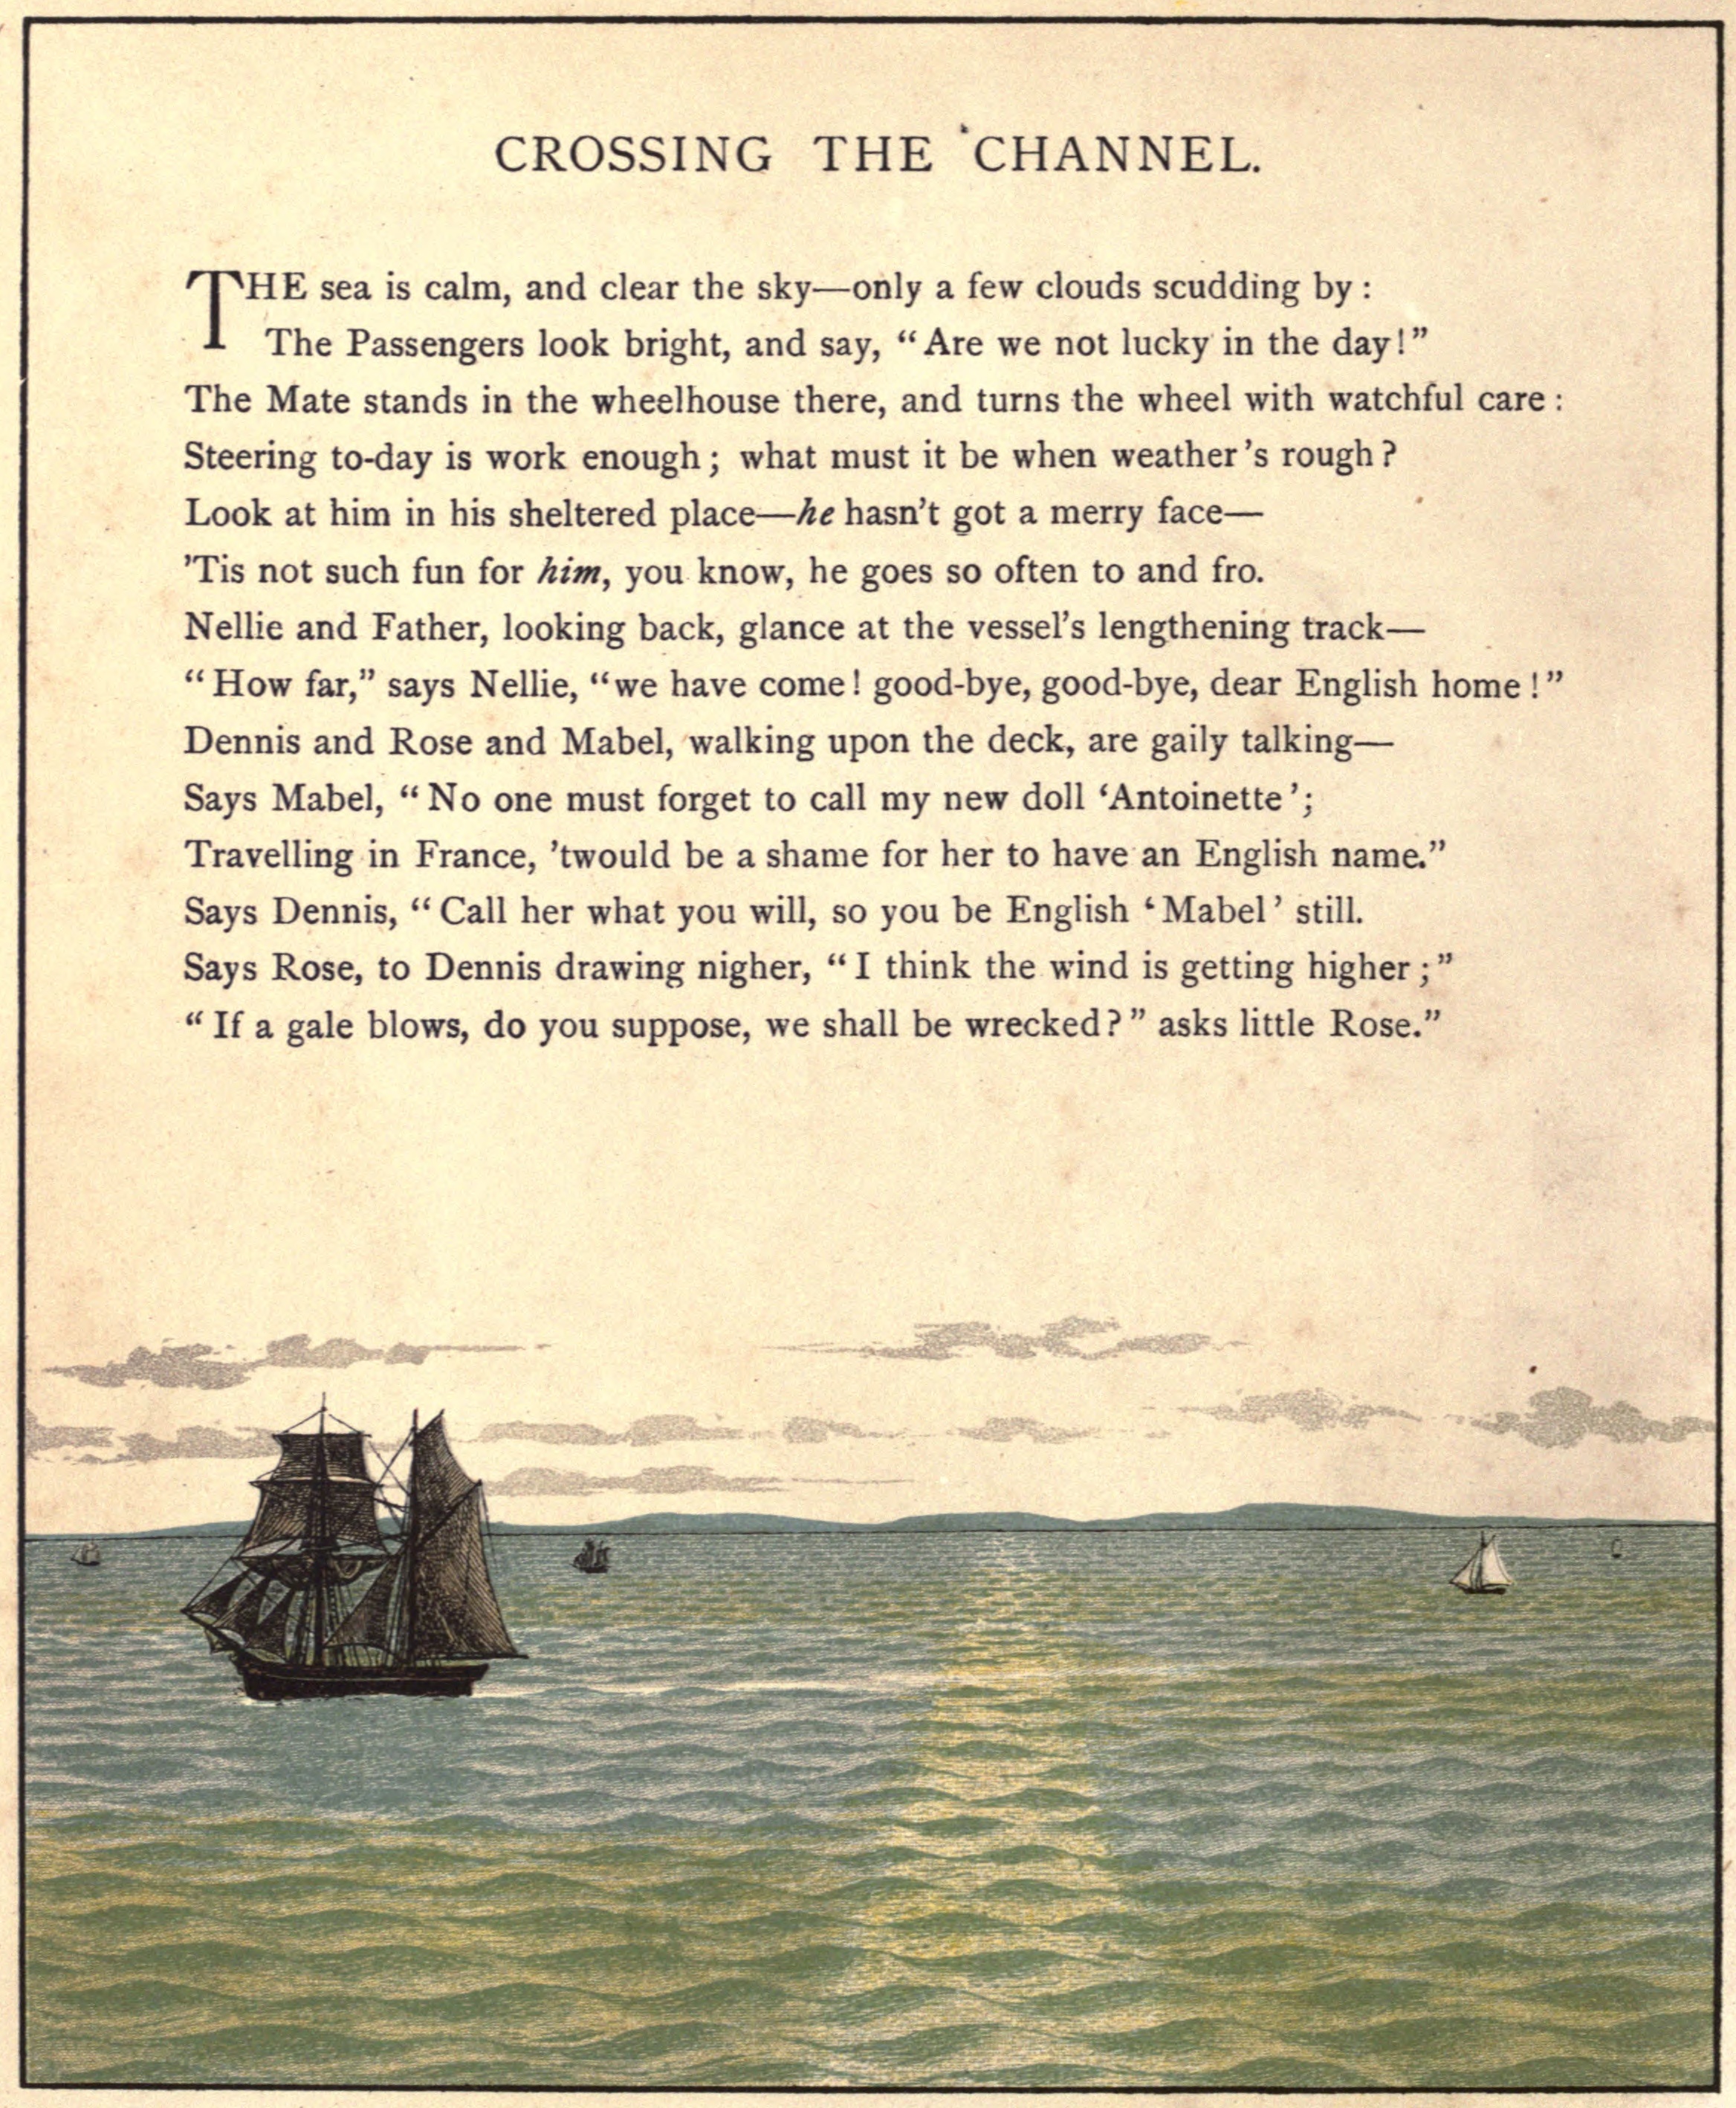 CROSSING THE CHANNEL.
THE sea is calm, and clear the sky—only a few clouds scudding by:
The Passengers look bright, and say, “Are we not lucky in the day!”
The Mate stands in the wheelhouse there, and turns the wheel with watchful care:
Steering to-day is work enough; what must it be when weather's rough?
Look at him in his sheltered place—he hasn't got a merry face—
'Tis not such fun for him, you know, he goes so often to and fro.
Nellie and Father, looking back, glance at the vessel's lengthening track—
“How far,” says Nellie, “we have come! good-bye, good-bye, dear English home!”
Dennis and Rose and Mabel, walking upon the deck, are gaily talking—
Says Mabel, “No one must forget to call my new doll ‘Antoinette’;
Travelling in France, 'twould be a shame for her to have an English name.”
Says Dennis, “Call her what you will, so you be English ‘Mabel’ still.
Says Rose, to Dennis drawing nigher, “I think the wind is getting higher;”
“If a gale blows, do you suppose, we shall be wrecked?” asks little Rose.”